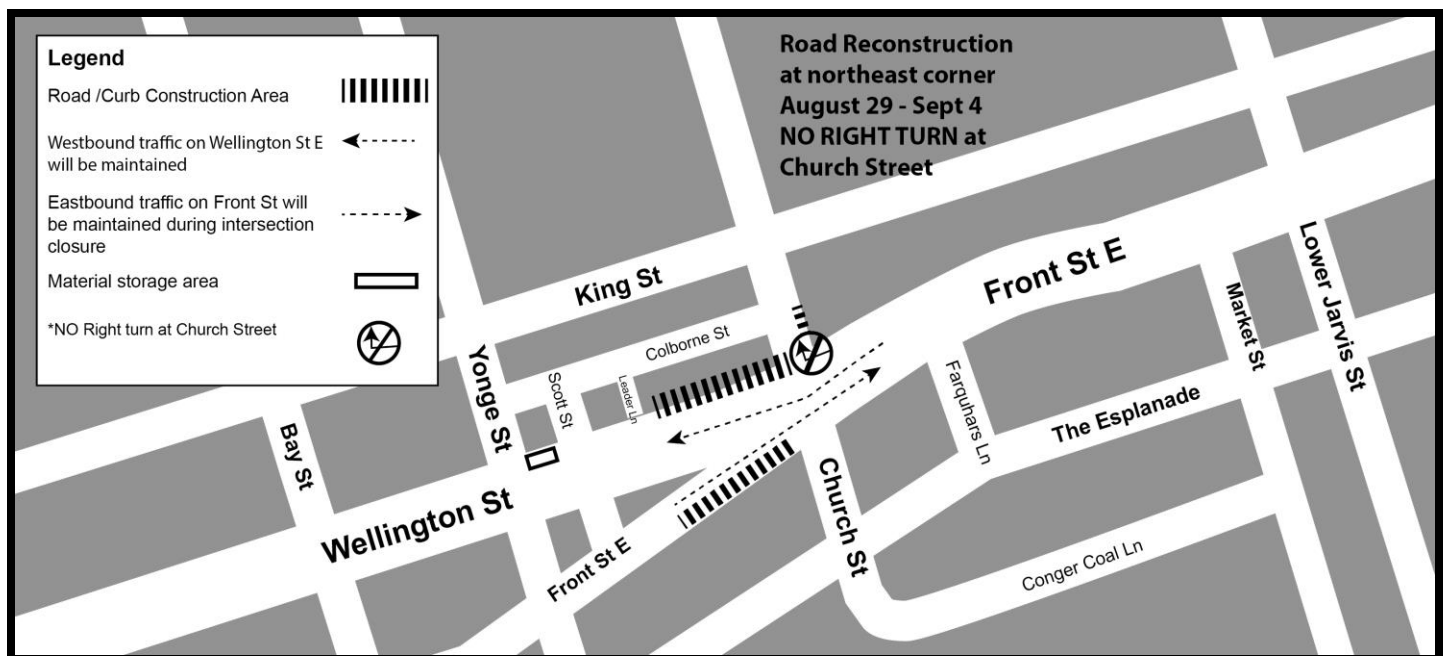 Legend
Road /Curb Construction Area
Westbound traffic on Wellington St E
will be maintained
Eastbound traffic on Front St will
be maintained during intersection
closure
Material storage area
*NO Right turn at Church Street
Road Reconstruction
at northeast corner
August 29 - Sept 4
NO RIGHT TURN at
Church Street
King St
Front St E
Lower Jarvis St
Market St
Colborne St
Yonge St
Scott St
Leader Ln
Farquhars Ln
The Esplanade
Bay St
Wellington St
Church St
Front St E
Conger Coal Ln